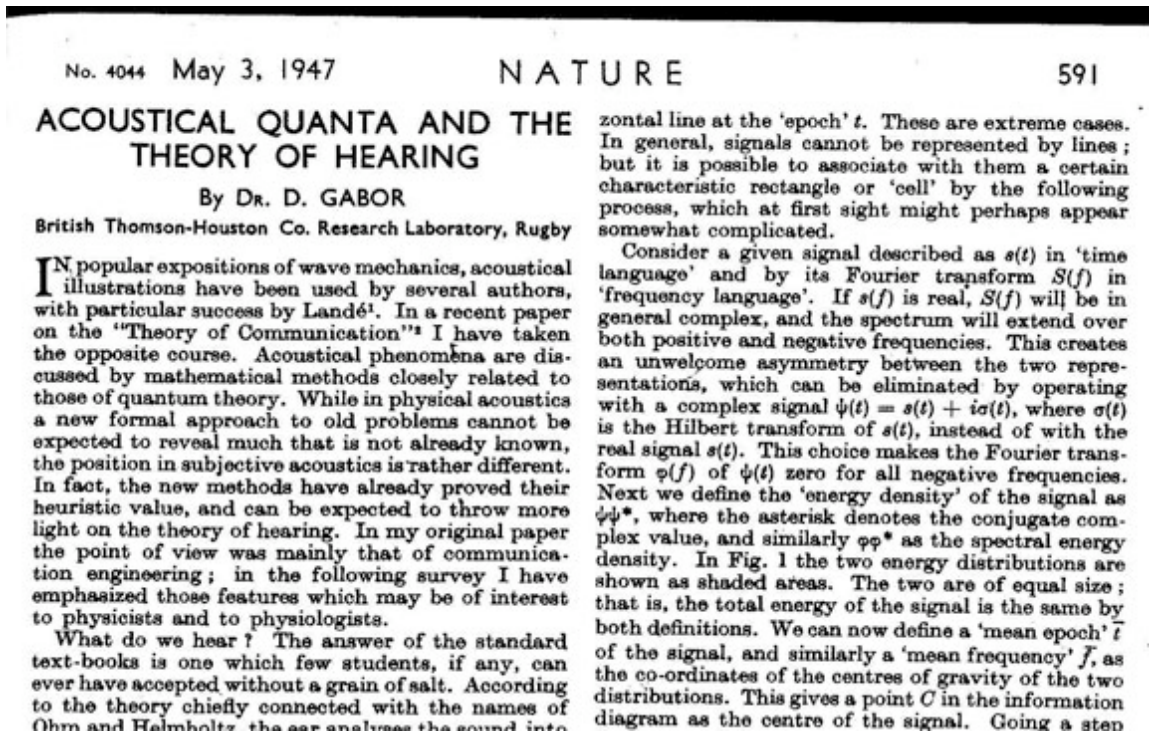 No. 4044 May 3, 1947 NATURE 591
ACOUSTICAL QUANTA AND THE
THEORY OF HEARING
By DR. D. GABOR
British Thomson-Houston Co. Research Laboratory, Rugby
IN popular expositions of wave mechanics, acoustical
illustrations have been used by several authors,
with particular success by Landé¹. In a recent paper
on the "Theory of Communication"² I have taken
the opposite course. Acoustical phenomena are dis-
cussed by mathematical methods closely related to
those of quantum theory. While in physical acoustics
a new formal approach to old problems cannot be
expected to reveal much that is not already known,
the position in subjective acoustics is rather different.
In fact, the new methods have already proved their
heuristic value, and can be expected to throw more
light on the theory of hearing. In my original paper
the point of view was mainly that of communica-
tion engineering; in the following survey I have
emphasized those features which may be of interest
to physicists and to physiologists.
What do we hear? The answer of the standard
text-books is one which few students, if any, can
ever have accepted without a grain of salt. According
to the theory chiefly connected with the names of
Ohm and Helmholtz, the ear analyses the sound into
zontal line at the 'epoch' t. These are extreme cases.
In general, signals cannot be represented by lines;
but it is possible to associate with them a certain
characteristic rectangle or 'cell' by the following
process, which at first sight might perhaps appear
somewhat complicated.
Consider a given signal described as s(t) in 'time
language' and by its Fourier transform S(f) in
'frequency language'. If s(f) is real, S(f) will be in
general complex, and the spectrum will extend over
both positive and negative frequencies. This creates
an unwelcome asymmetry between the two repre-
sentations, which can be eliminated by operating
with a complex signal ψ(t) = s(t) + iσ(t), where σ(t)
is the Hilbert transform of s(t), instead of with the
real signal s(t). This choice makes the Fourier trans-
form φ(f) of ψ(t) zero for all negative frequencies.
Next we define the 'energy density' of the signal as
ψψ*, where the asterisk denotes the conjugate com-
plex value, and similarly φφ* as the spectral energy
density. In Fig. 1 the two energy distributions are
shown as shaded areas. The two are of equal size;
that is, the total energy of the signal is the same by
both definitions. We can now define a 'mean epoch' t̄
of the signal, and similarly a 'mean frequency' f̄, as
the co-ordinates of the centres of gravity of the two
distributions. This gives a point C in the information
diagram as the centre of the signal. Going a step